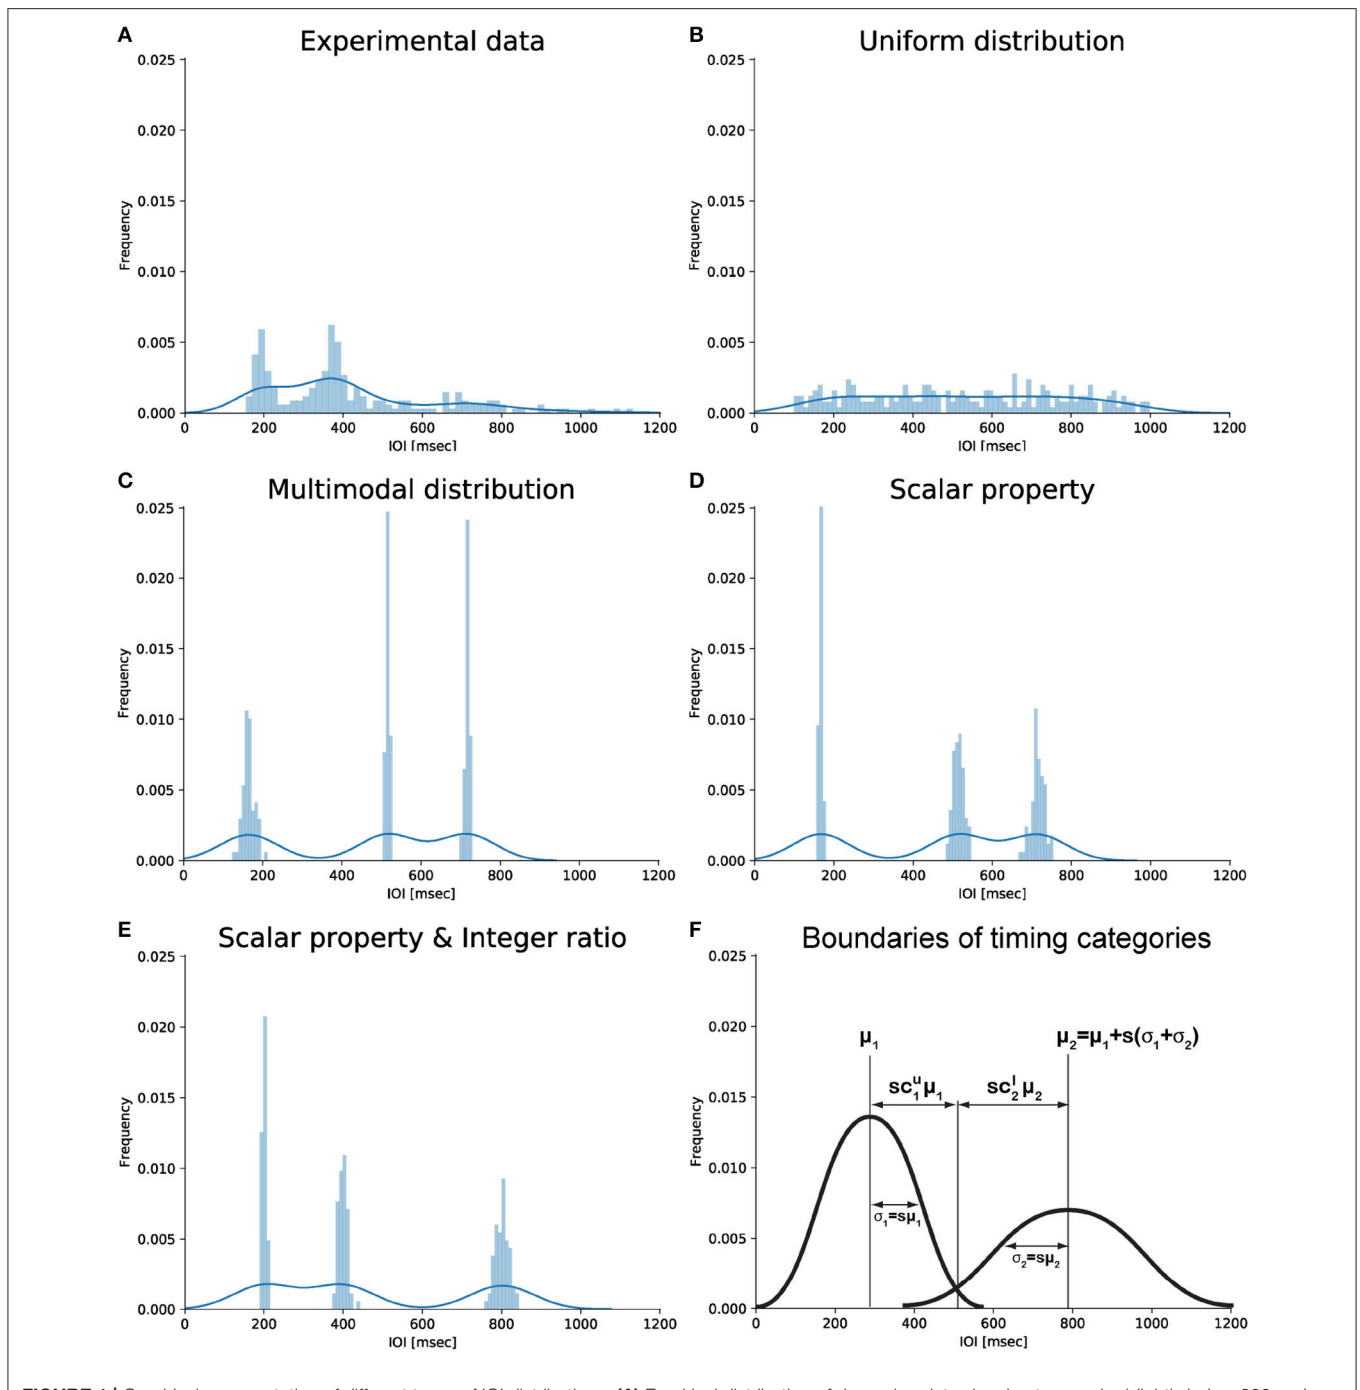 A
Experimental data
0.025
0.020
0.015
0.010
0.005
0.000
Frequency
0 200 400 600 800 1000 1200
IOI [msec]
B
Uniform distribution
0.025
0.020
0.015
0.010
0.005
0.000
Frequency
0 200 400 600 800 1000 1200
IOI [msec]
C
Multimodal distribution
0.025
0.020
0.015
0.010
0.005
0.000
Frequency
0 200 400 600 800 1000 1200
IOI [msec]
D
Scalar property
0.025
0.020
0.015
0.010
0.005
0.000
Frequency
0 200 400 600 800 1000 1200
IOI [msec]
E
Scalar property & Integer ratio
0.025
0.020
0.015
0.010
0.005
0.000
Frequency
0 200 400 600 800 1000 1200
IOI [msec]
F
Boundaries of timing categories
0.025
0.020
0.015
0.010
0.005
0.000
Frequency
μ₁
μ₂=μ₁+s(σ₁+σ₂)
sc₁ᵘμ₁
sc₂ˡμ₂
σ₁=sμ₁
σ₂=sμ₂
0 200 400 600 800 1000 1200
IOI [msec]